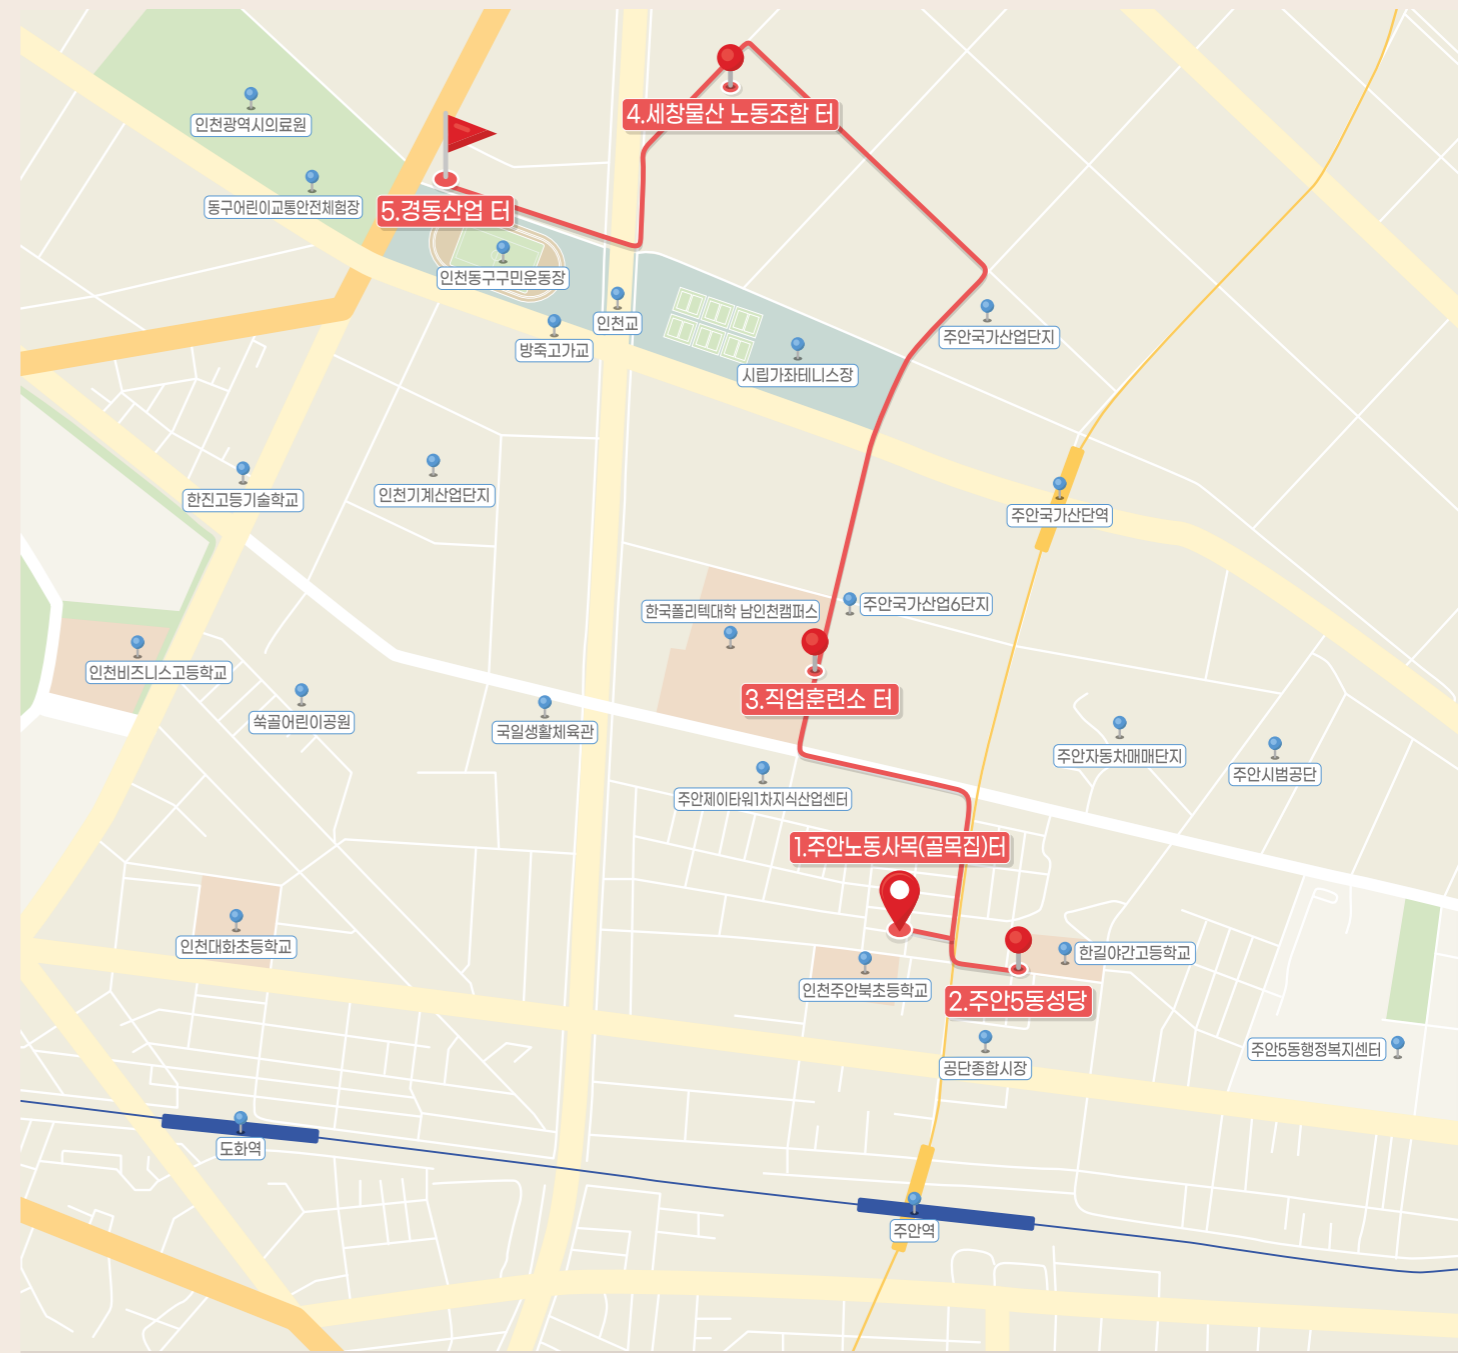 4.세창물산 노동조합 터
인천광역시의료원
동구어린이교통안전체험장
5.경동산업 터
인천동구구민운동장
인천교
방죽고가교
주안국가산업단지
시립가좌테니스장
한진고등기술학교
인천기계산업단지
주안국가산단역
한국폴리텍대학 남인천캠퍼스
주안국가산업6단지
인천비즈니스고등학교
3.직업훈련소 터
쑥골어린이공원
국일생활체육관
주안자동차매매단지
주안시범공단
주안제이타워1차지식산업센터
1.주안노동사목(골목집)터
인천대화초등학교
한길야간고등학교
인천주안북초등학교
2.주안5동성당
주안5동행정복지센터
공단종합시장
도화역
주안역